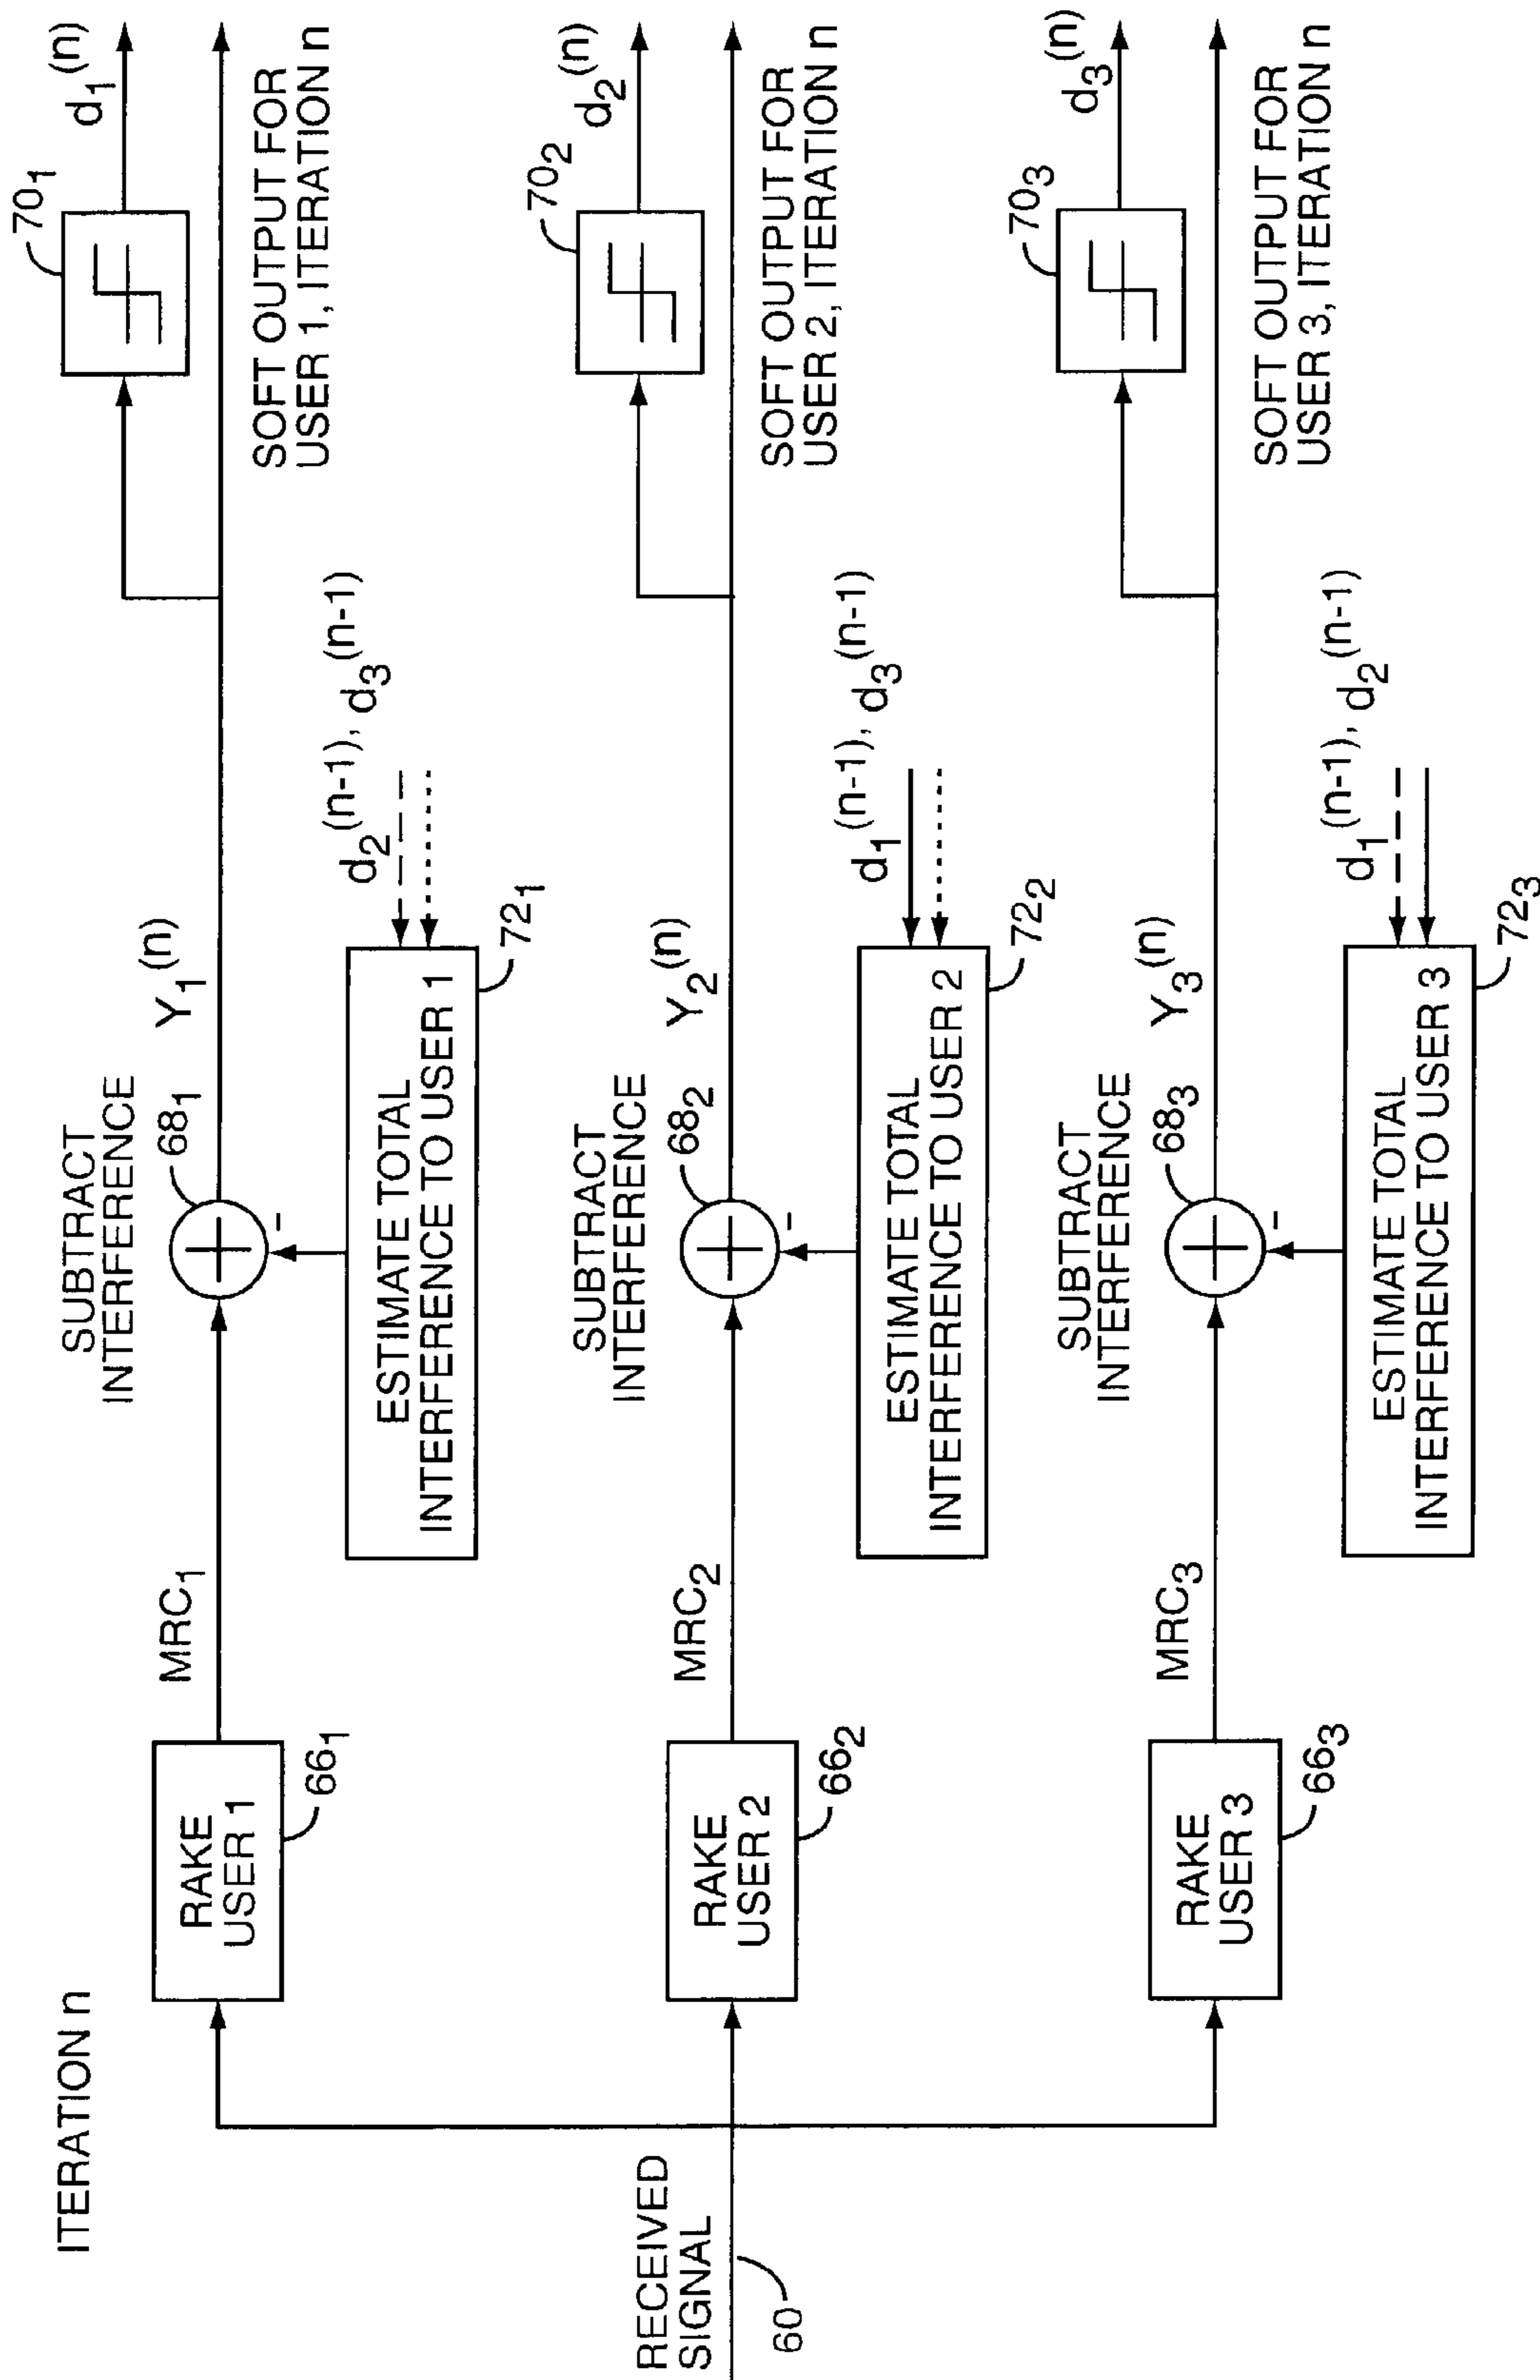 ITERATION n
RECEIVED
SIGNAL
60
RAKE
USER 1
66₁
MRC₁
SUBTRACT
INTERFERENCE
68₁
-
Y₁⁽ⁿ⁾
ESTIMATE TOTAL
INTERFERENCE TO USER 1
72₁
d₂⁽ⁿ⁻¹⁾, d₃⁽ⁿ⁻¹⁾
70₁
d₁⁽ⁿ⁾
SOFT OUTPUT FOR
USER 1, ITERATION n
RAKE
USER 2
66₂
MRC₂
SUBTRACT
INTERFERENCE
68₂
-
Y₂⁽ⁿ⁾
ESTIMATE TOTAL
INTERFERENCE TO USER 2
72₂
d₁⁽ⁿ⁻¹⁾, d₃⁽ⁿ⁻¹⁾
70₂
d₂⁽ⁿ⁾
SOFT OUTPUT FOR
USER 2, ITERATION n
RAKE
USER 3
66₃
MRC₃
SUBTRACT
INTERFERENCE
68₃
-
Y₃⁽ⁿ⁾
ESTIMATE TOTAL
INTERFERENCE TO USER 3
72₃
d₁⁽ⁿ⁻¹⁾, d₂⁽ⁿ⁻¹⁾
70₃
d₃⁽ⁿ⁾
SOFT OUTPUT FOR
USER 3, ITERATION n